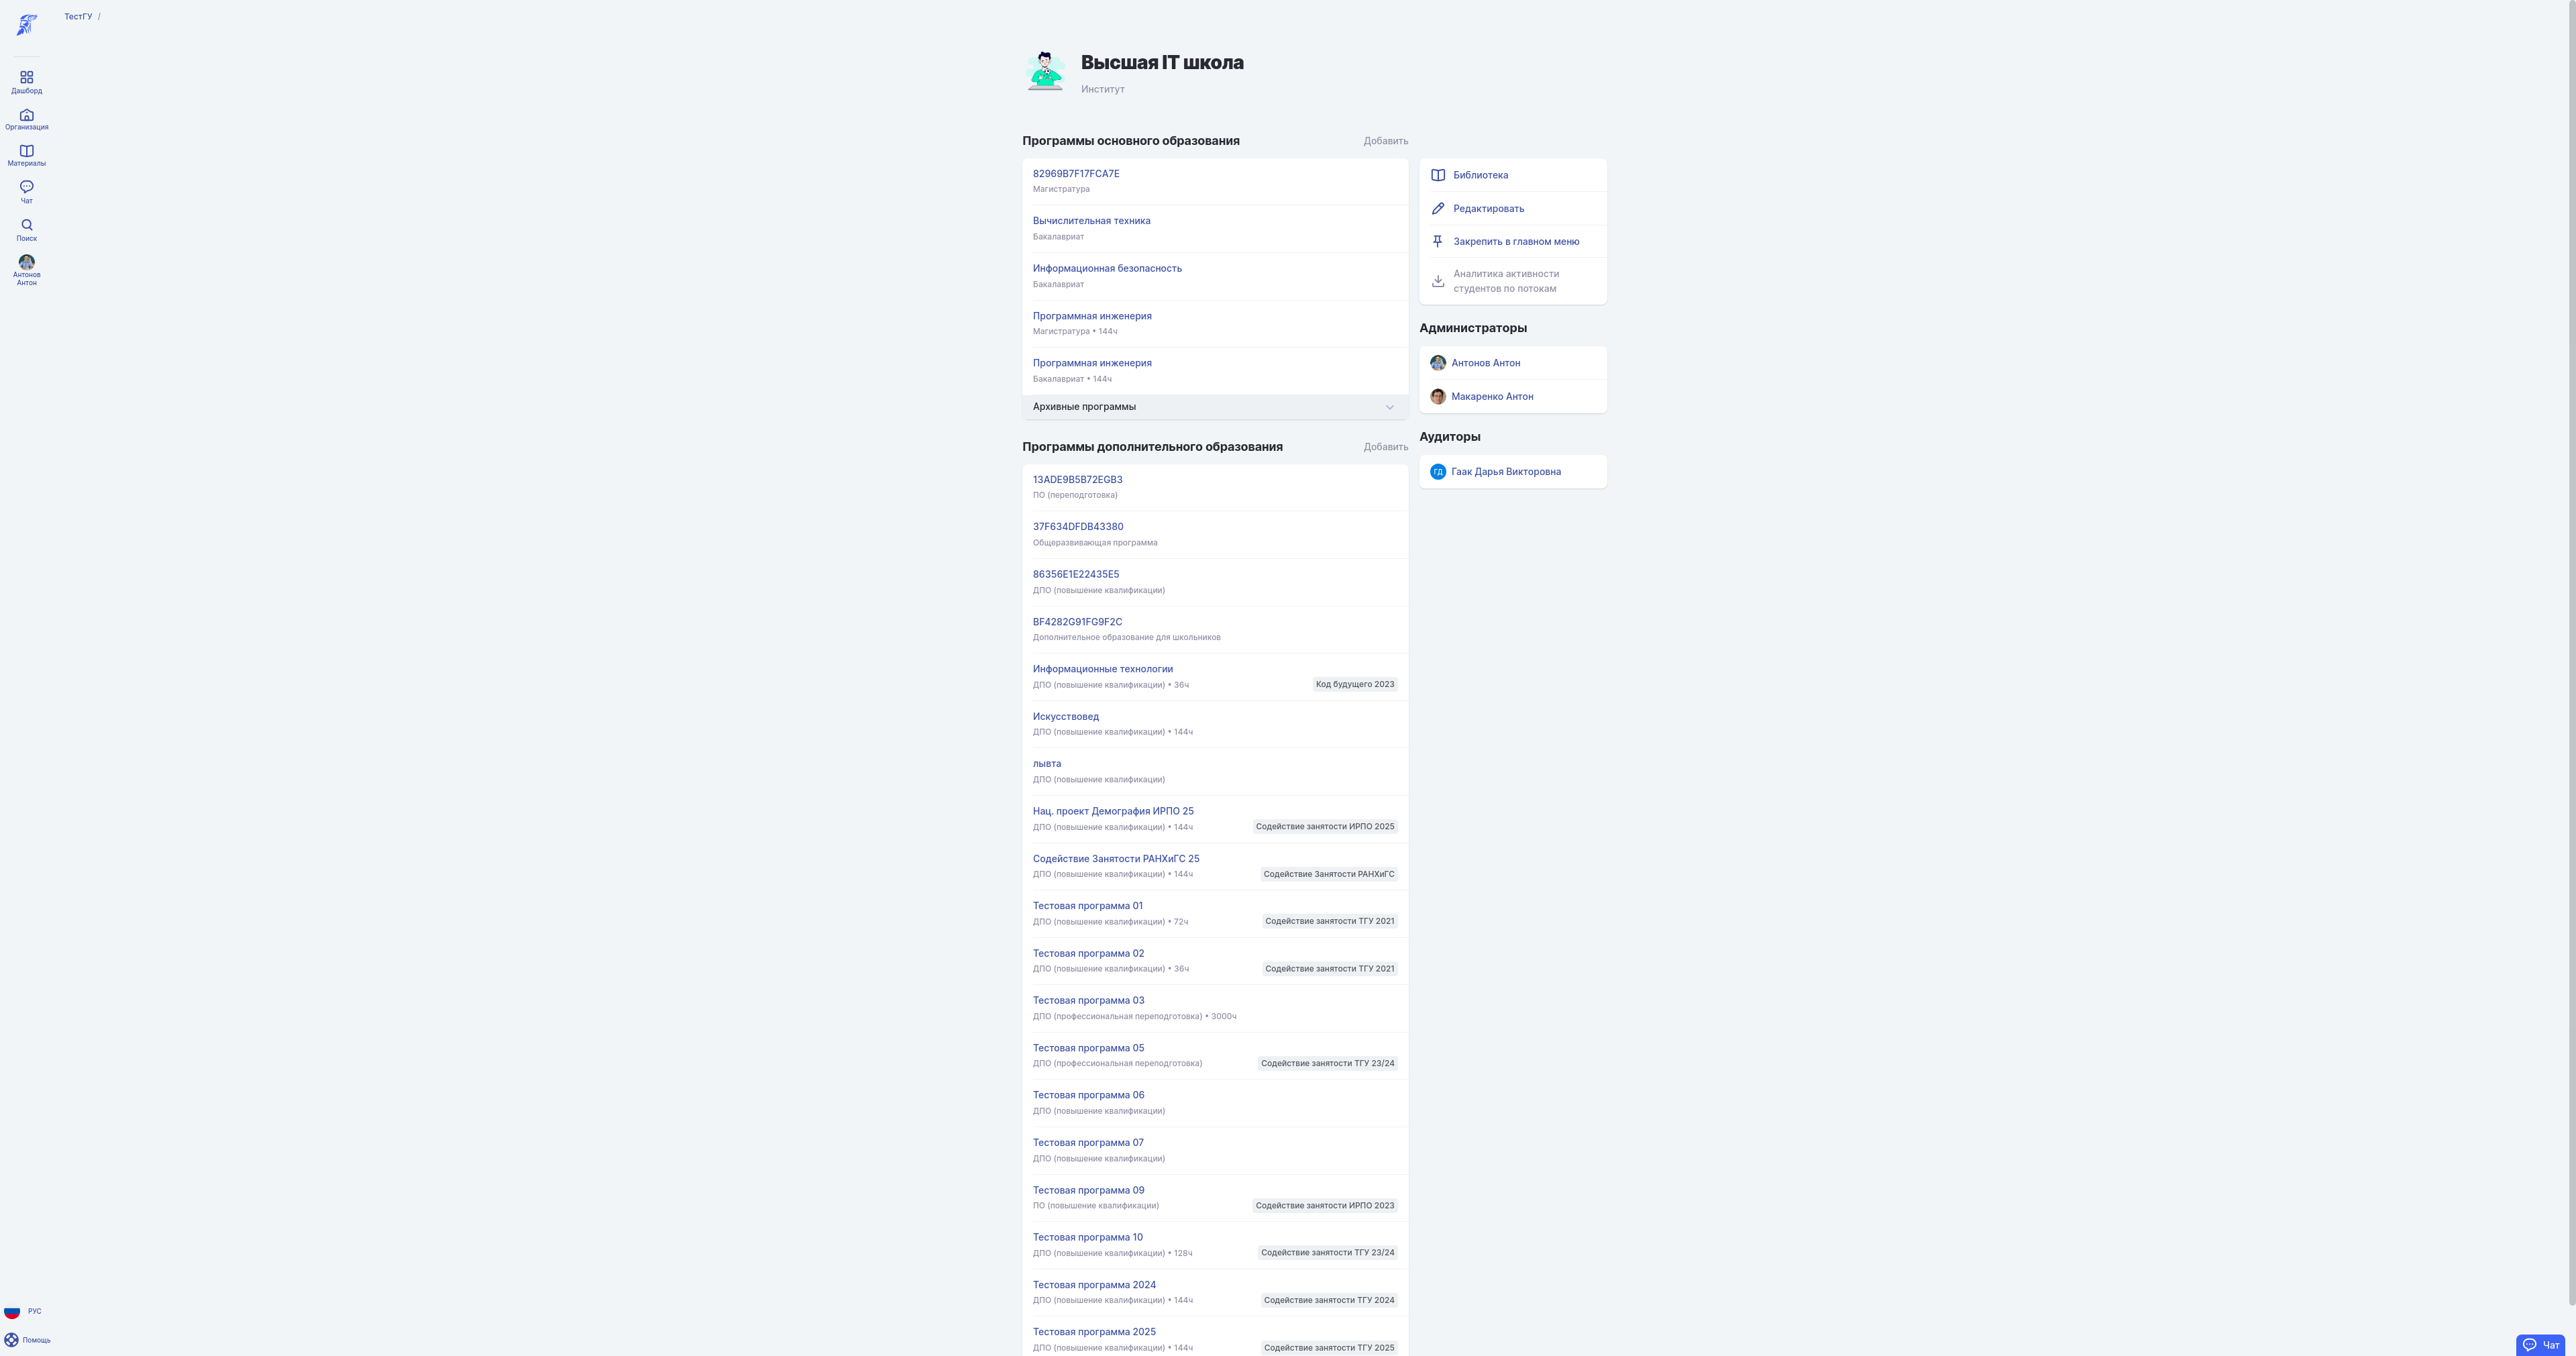 ТестГУ /
Дашборд
Организация
Материалы
Чат
Поиск
Антонов
Антон
РУС
Помощь
Высшая IT школа
Институт
Программы основного образования
Добавить
82969B7F17FCA7E
Магистратура
Вычислительная техника
Бакалавриат
Информационная безопасность
Бакалавриат
Программная инженерия
Магистратура • 144ч
Программная инженерия
Бакалавриат • 144ч
Архивные программы
Программы дополнительного образования
Добавить
13ADE9B5B72EGB3
ПО (переподготовка)
37F634DFDB43380
Общеразвивающая программа
86356E1E22435E5
ДПО (повышение квалификации)
BF4282G91FG9F2C
Дополнительное образование для школьников
Информационные технологии
ДПО (повышение квалификации) • 36ч
Код будущего 2023
Искусствовед
ДПО (повышение квалификации) • 144ч
лывта
ДПО (повышение квалификации)
Нац. проект Демография ИРПО 25
ДПО (повышение квалификации) • 144ч
Содействие занятости ИРПО 2025
Содействие Занятости РАНХиГС 25
ДПО (повышение квалификации) • 144ч
Содействие Занятости РАНХиГС
Тестовая программа 01
ДПО (повышение квалификации) • 72ч
Содействие занятости ТГУ 2021
Тестовая программа 02
ДПО (повышение квалификации) • 36ч
Содействие занятости ТГУ 2021
Тестовая программа 03
ДПО (профессиональная переподготовка) • 3000ч
Тестовая программа 05
ДПО (профессиональная переподготовка)
Содействие занятости ТГУ 23/24
Тестовая программа 06
ДПО (повышение квалификации)
Тестовая программа 07
ДПО (повышение квалификации)
Тестовая программа 09
ПО (повышение квалификации)
Содействие занятости ИРПО 2023
Тестовая программа 10
ДПО (повышение квалификации) • 128ч
Содействие занятости ТГУ 23/24
Тестовая программа 2024
ДПО (повышение квалификации) • 144ч
Содействие занятости ТГУ 2024
Тестовая программа 2025
ДПО (повышение квалификации) • 144ч
Содействие занятости ТГУ 2025
Библиотека
Редактировать
Закрепить в главном меню
Аналитика активности
студентов по потокам
Администраторы
Антонов Антон
Макаренко Антон
Аудиторы
ГД
Гаак Дарья Викторовна
Чат